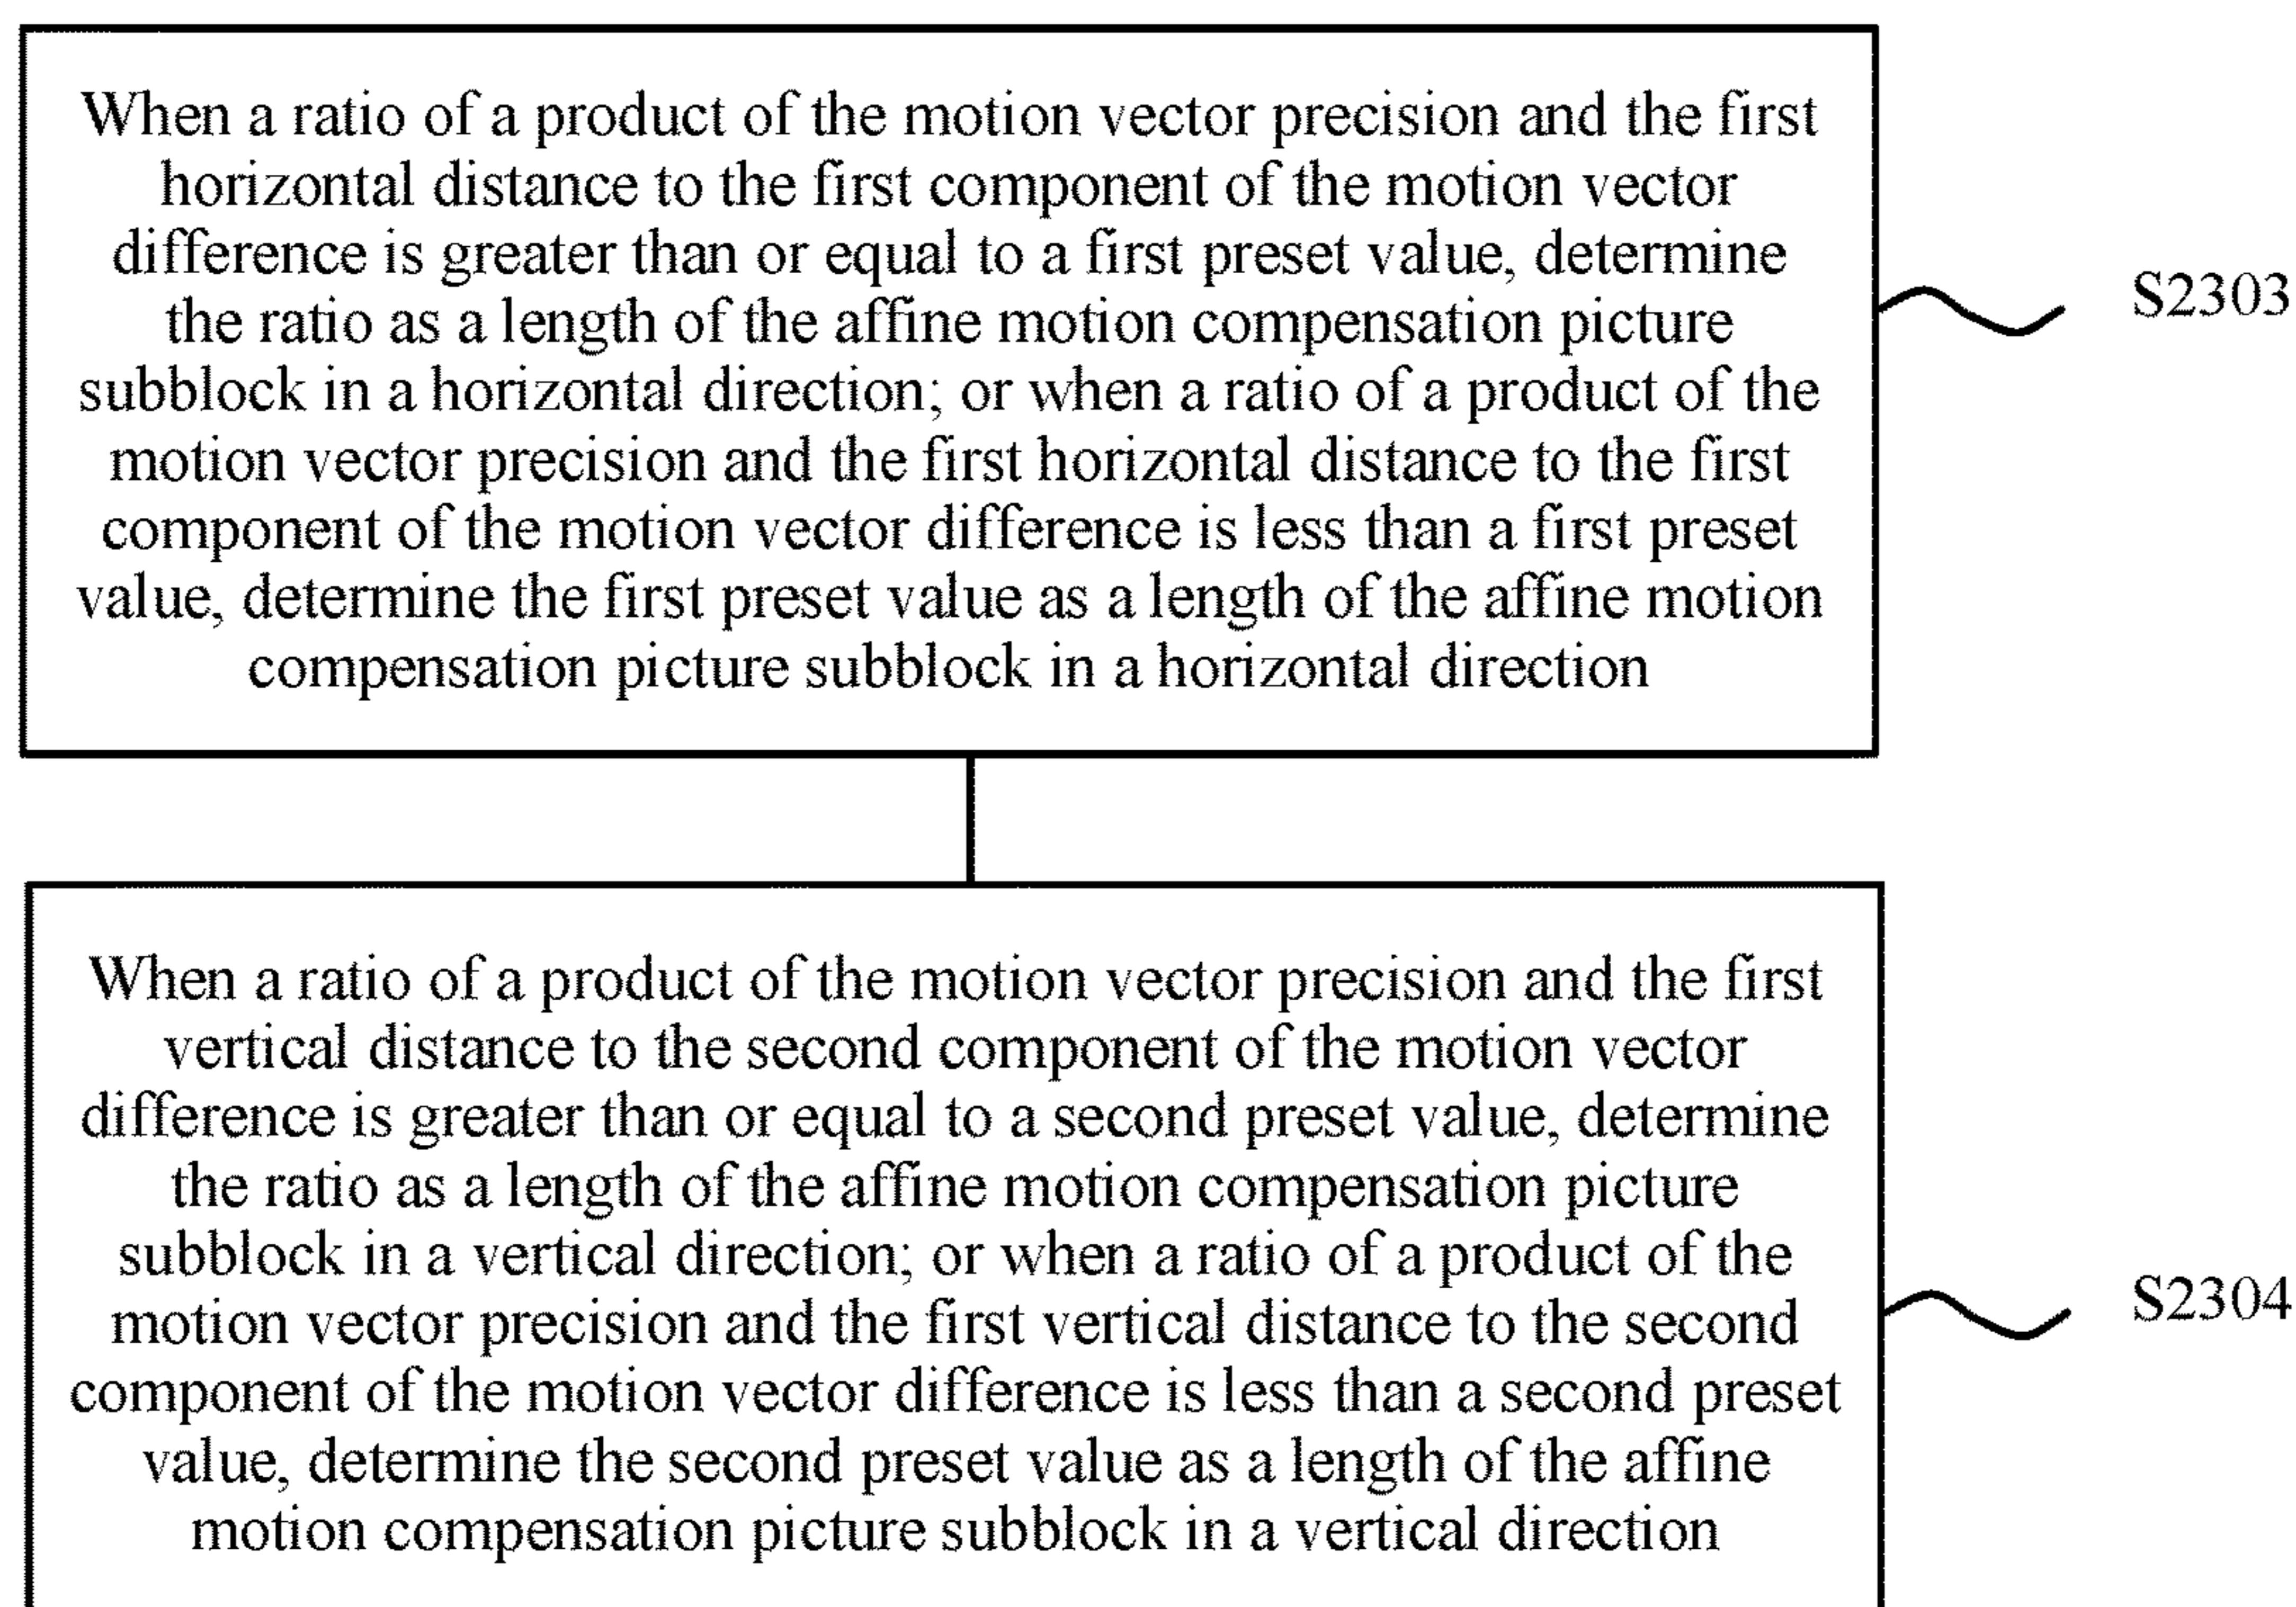 When a ratio of a product of the motion vector precision and the first
horizontal distance to the first component of the motion vector
difference is greater than or equal to a first preset value, determine
the ratio as a length of the affine motion compensation picture
subblock in a horizontal direction; or when a ratio of a product of the
motion vector precision and the first horizontal distance to the first
component of the motion vector difference is less than a first preset
value, determine the first preset value as a length of the affine motion
compensation picture subblock in a horizontal direction
S2303
When a ratio of a product of the motion vector precision and the first
vertical distance to the second component of the motion vector
difference is greater than or equal to a second preset value, determine
the ratio as a length of the affine motion compensation picture
subblock in a vertical direction; or when a ratio of a product of the
motion vector precision and the first vertical distance to the second
component of the motion vector difference is less than a second preset
value, determine the second preset value as a length of the affine
motion compensation picture subblock in a vertical direction
S2304